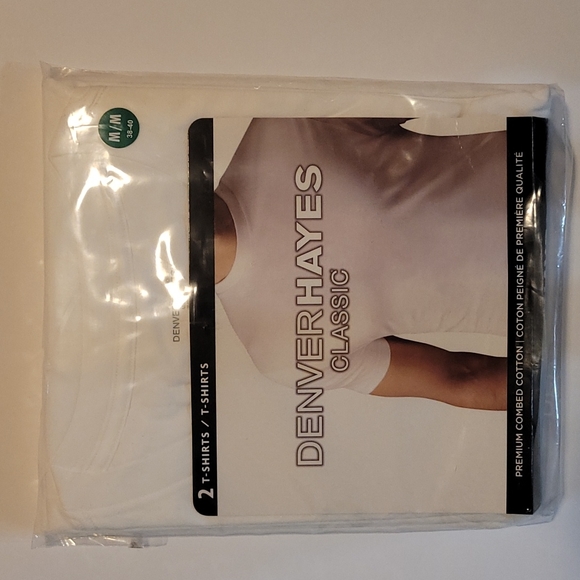 M/M
38-40
DENVE
2 T-SHIRTS / T-SHIRTS
DENVERHAYES
CLASSIC
PREMIUM COMBED COTTON | COTON PEIGNÉ DE PREMIÈRE QUALITÉ